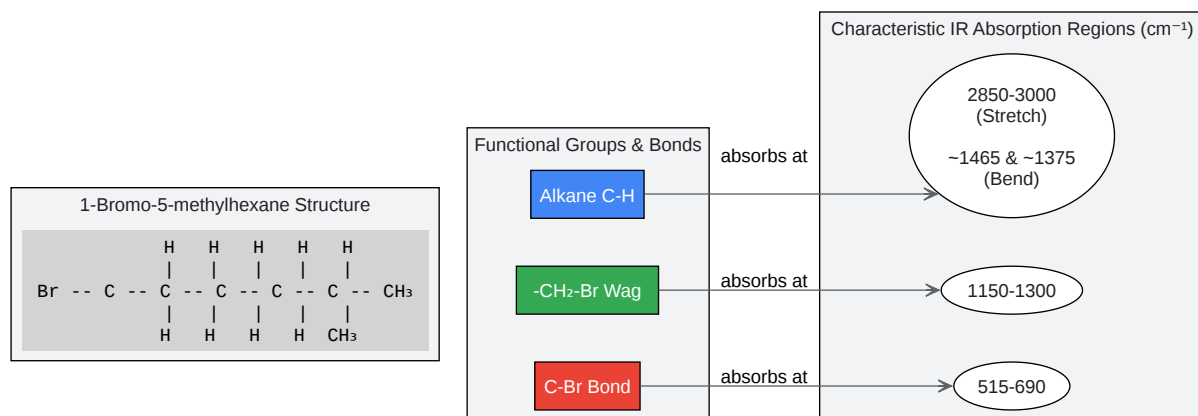 1-Bromo-5-methylhexane Structure
H H H H H
| | | | |
Br -- C -- C -- C -- C -- C -- CH₃
| | | | |
H H H H CH₃
Functional Groups & Bonds
Alkane C-H
-CH₂-Br Wag
C-Br Bond
absorbs at
absorbs at
absorbs at
Characteristic IR Absorption Regions (cm⁻¹)
2850-3000
(Stretch)
~1465 & ~1375
(Bend)
1150-1300
515-690